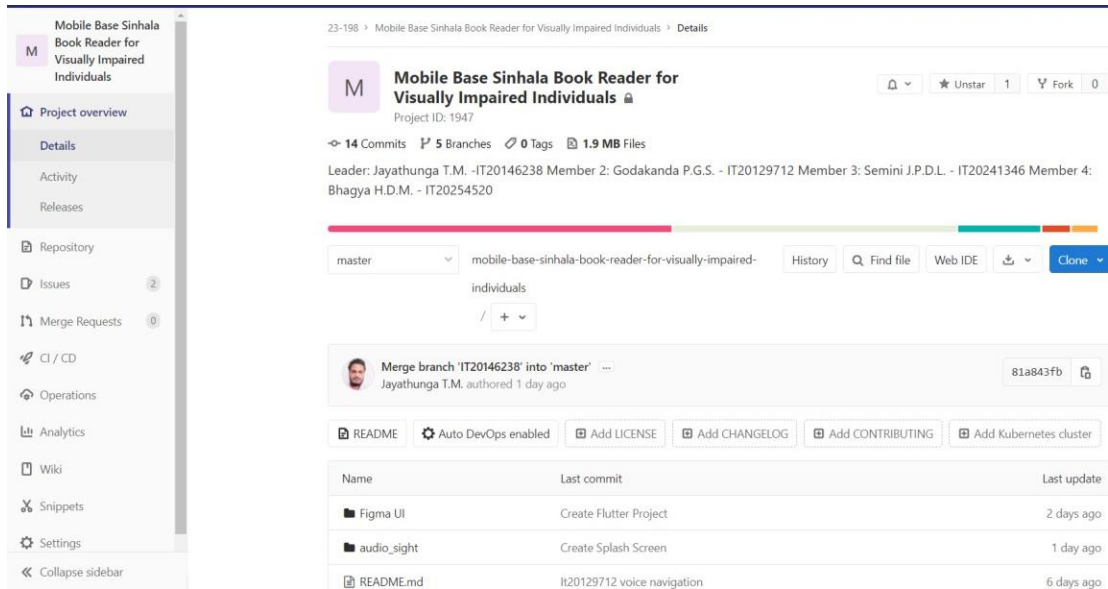 Mobile Base Sinhala
Book Reader for
Visually Impaired
Individuals
M
Project overview
Details
Activity
Releases
Repository
Issues 2
Merge Requests 0
CI / CD
Operations
Analytics
Wiki
Snippets
Settings
Collapse sidebar
23-198 > Mobile Base Sinhala Book Reader for Visually Impaired Individuals > Details
M
Mobile Base Sinhala Book Reader for
Visually Impaired Individuals
Project ID: 1947
Unstar 1 Fork 0
14 Commits 5 Branches 0 Tags 1.9 MB Files
Leader: Jayathunga T.M. -IT20146238 Member 2: Godakanda P.G.S. - IT20129712 Member 3: Semini J.P.D.L. - IT20241346 Member 4:
Bhagya H.D.M. - IT20254520
master mobile-base-sinhala-book-reader-for-visually-impaired- History Find file Web IDE Clone
individuals
/ +
Merge branch 'IT20146238' into 'master' ...
Jayathunga T.M. authored 1 day ago
81a843fb
README Auto DevOps enabled Add LICENSE Add CHANGELOG Add CONTRIBUTING Add Kubernetes cluster
Name Last commit Last update
Figma UI Create Flutter Project 2 days ago
audio_sight Create Splash Screen 1 day ago
README.md It20129712 voice navigation 6 days ago